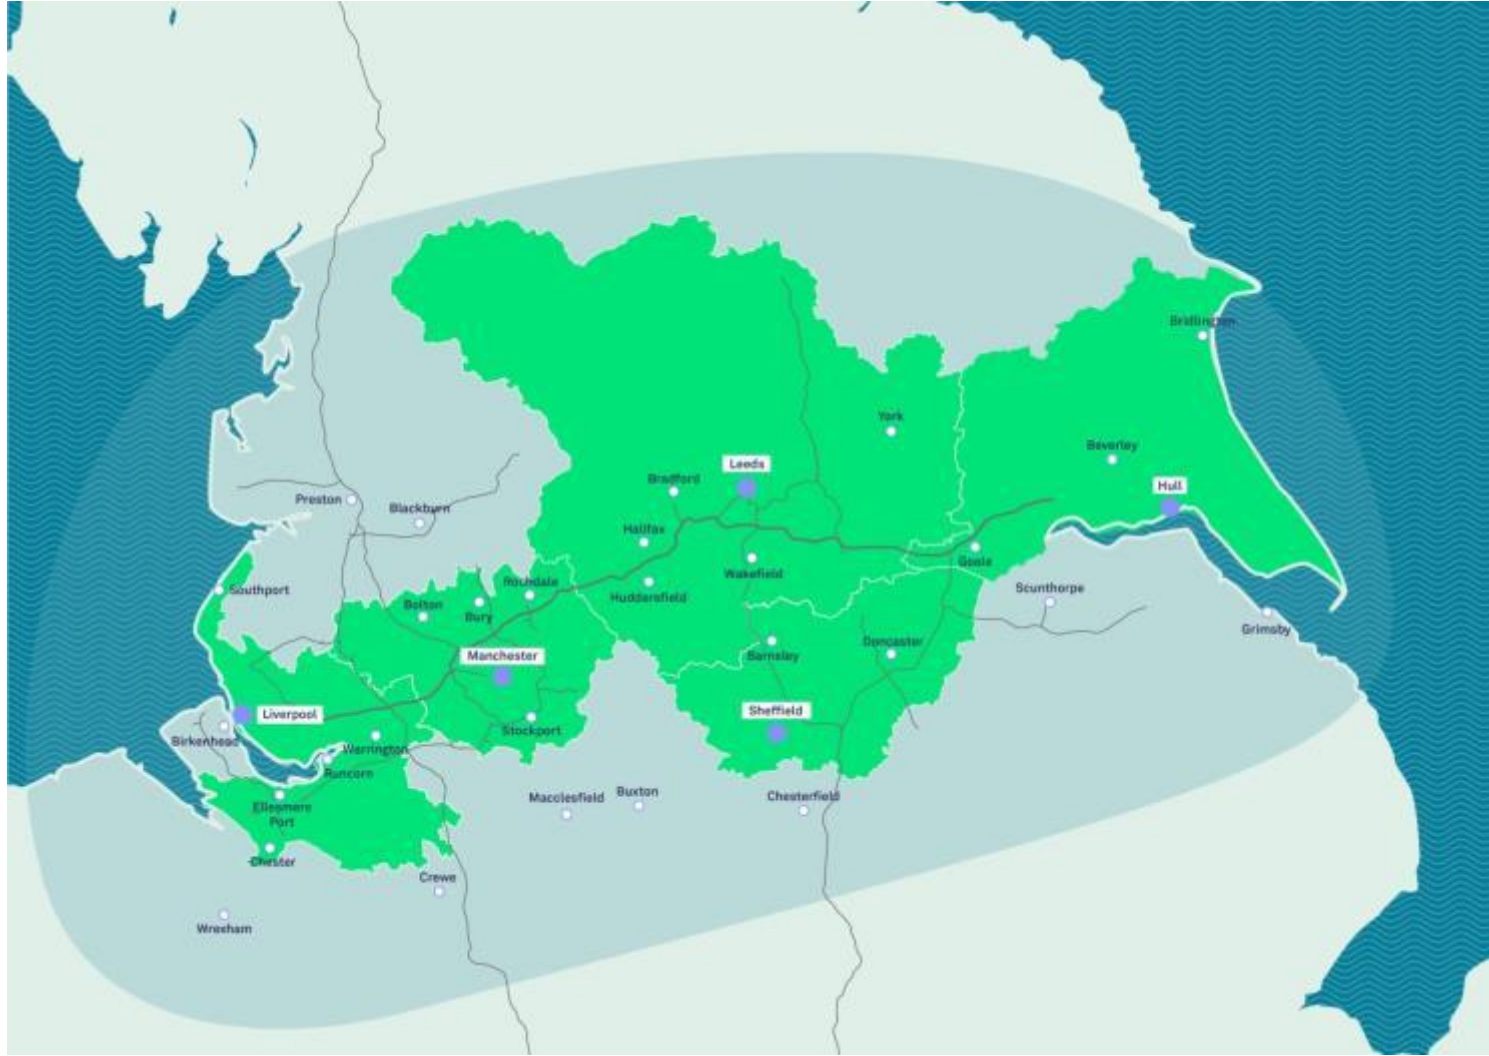 Bridlington
York
Beverley
Leeds
Bradford
Hull
Preston
Blackburn
Halifax
Goole
Wakefield
Southport
Rochdale
Huddersfield
Scunthorpe
Bolton
Bury
Grimsby
Manchester
Barnsley
Doncaster
Liverpool
Sheffield
Stockport
Birkenhead
Warrington
Runcorn
Ellesmere
Port
Macclesfield
Buxton
Chesterfield
Chester
Crewe
Wrexham